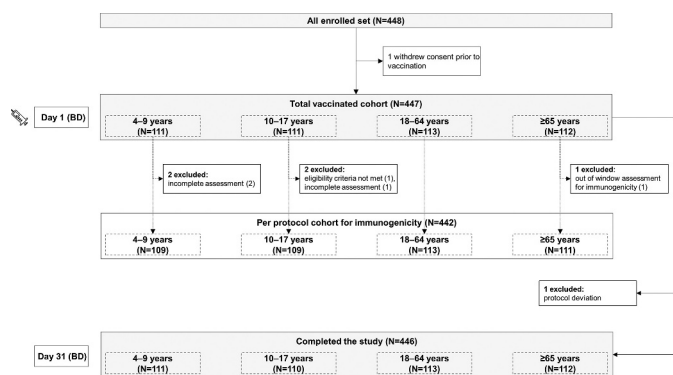 All enrolled set (N=448)
1 withdrew consent prior to
vaccination
Day 1 (BD)
Total vaccinated cohort (N=447)
4–9 years
(N=111)
10–17 years
(N=111)
18–64 years
(N=113)
≥65 years
(N=112)
2 excluded:
incomplete assessment (2)
2 excluded:
eligibility criteria not met (1),
incomplete assessment (1)
1 excluded:
out of window assessment
for immunogenicity (1)
Per protocol cohort for immunogenicity (N=442)
4–9 years
(N=109)
10–17 years
(N=109)
18–64 years
(N=113)
≥65 years
(N=111)
1 excluded:
protocol deviation
Day 31 (BD)
Completed the study (N=446)
4–9 years
(N=111)
10–17 years
(N=110)
18–64 years
(N=113)
≥65 years
(N=112)